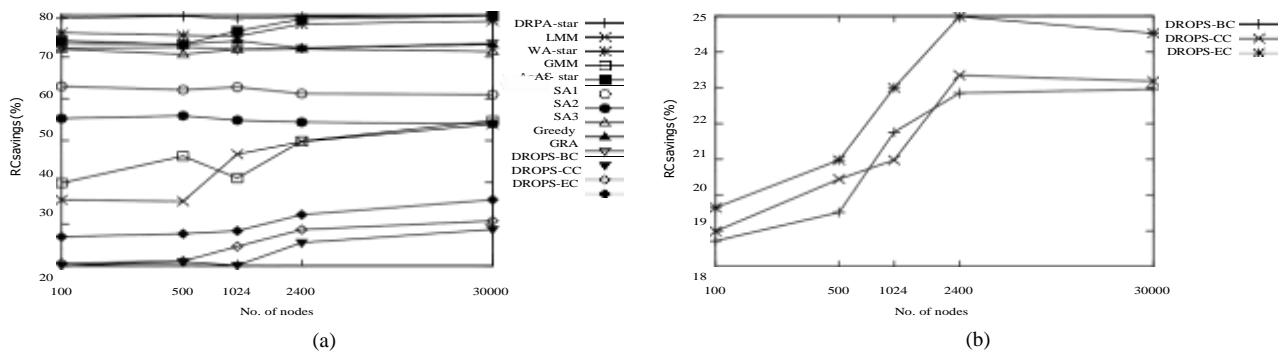 80
70
60
50
40
30
20
RCsavings (%)
100
500
1024
2400
30000
No. of nodes
DRPA-star
LMM
WA-star
GMM
SA1
SA2
SA3
Greedy
GRA
DROPS-BC
DROPS-CC
DROPS-EC
(a)
25
24
23
22
21
20
19
18
RCsavings (%)
100
500
1024
2400
30000
No. of nodes
DROPS-BC
DROPS-CC
DROPS-EC
(b)